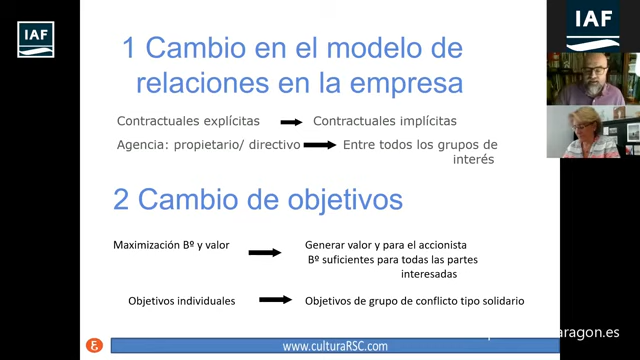 IAF
IAF
1 Cambio en el modelo de
relaciones en la empresa
Contractuales explícitas Contractuales implícitas
Agencia: propietario/ directivo Entre todos los grupos de
interés
2 Cambio de objetivos
Maximización Bº y valor Generar valor y para el accionista
Bº suficientes para todas las partes
interesadas
Objetivos individuales Objetivos de grupo de conflicto tipo solidario
www.culturaRSC.com
aragon.es